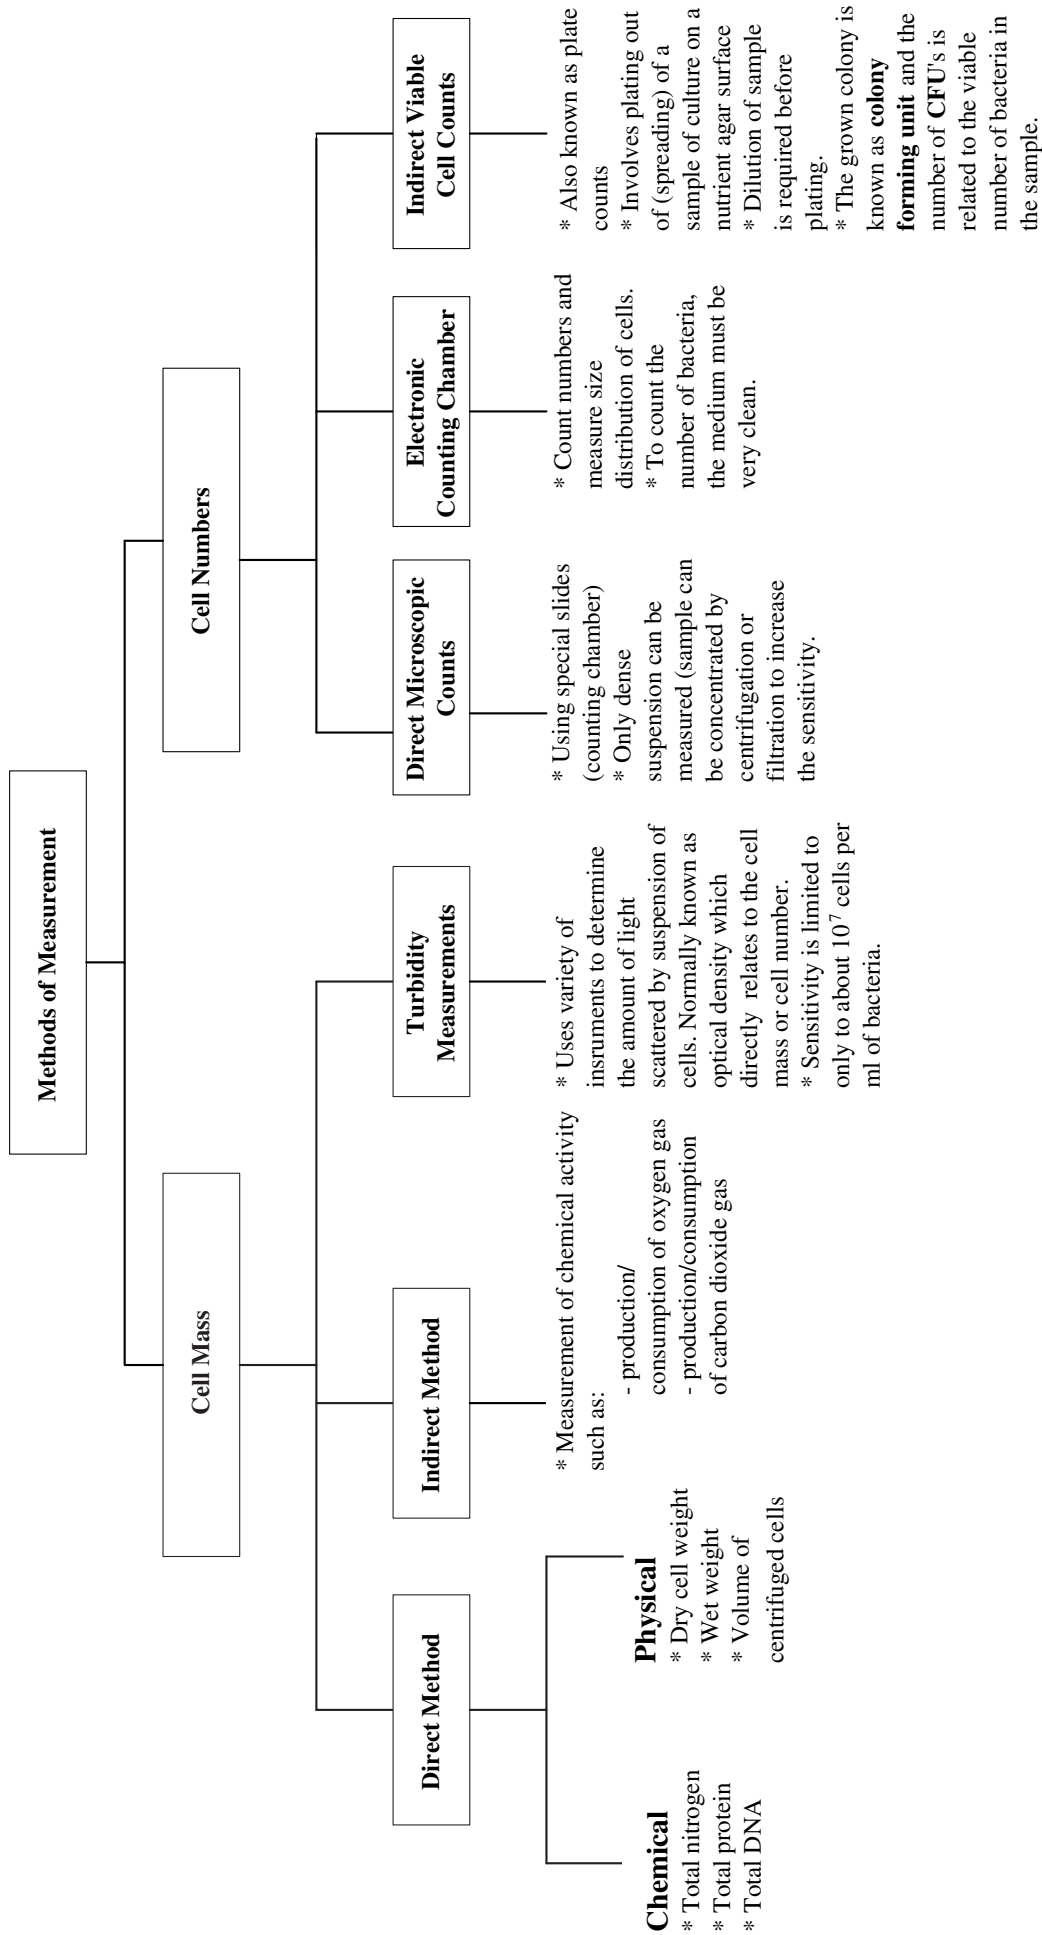 Methods of Measurement
Cell Mass
Cell Numbers
Direct Method
Indirect Method
Turbidity
Measurements
Direct Microscopic
Counts
Electronic
Counting Chamber
Indirect Viable
Cell Counts
Chemical
* Total nitrogen
* Total protein
* Total DNA
Physical
* Dry cell weight
* Wet weight
* Volume of
centrifuged cells
* Measurement of chemical activity
such as:
- production/
consumption of oxygen gas
- production/consumption
of carbon dioxide gas
* Uses variety of
insruments to determine
the amount of light
scattered by suspension of
cells. Normally known as
optical density which
directly relates to the cell
mass or cell number.
* Sensitivity is limited to
only to about 10⁷ cells per
ml of bacteria.
* Using special slides
(counting chamber)
* Only dense
suspension can be
measured (sample can
be concentrated by
centrifugation or
filtration to increase
the sensitivity.
* Count numbers and
measure size
distribution of cells.
* To count the
number of bacteria,
the medium must be
very clean.
* Also known as plate
counts
* Involves plating out
of (spreading) of a
sample of culture on a
nutrient agar surface
* Dilution of sample
is required before
plating.
* The grown colony is
known as colony
forming unit and the
number of CFU's is
related to the viable
number of bacteria in
the sample.